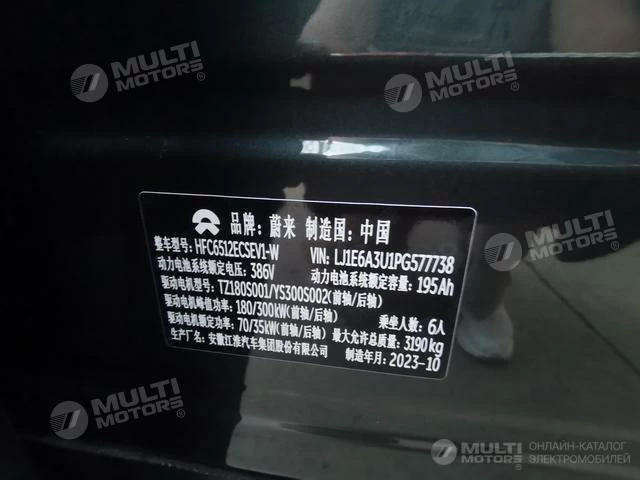 MULTI MOTORS®
MULTI MOTORS®
品牌: 蔚来 制造国: 中国
整车型号: HFC6512ECSEV1-W VIN: LJ1E6A3U1PG577738
动力电池系统额定电压: 386V 动力电池系统额定容量: 195Ah
驱动电机型号: TZ180S001/YS300S002(前轴/后轴)
驱动电机峰值功率: 180/300kW(前轴/后轴) 乘坐人数: 6人
驱动电机额定功率: 70/35kW(前轴/后轴) 最大允许总质量: 3190kg
生产厂名: 安徽江淮汽车集团股份有限公司 制造年月: 2023-10
MULTI MOTORS®
MULTI MOTORS®
MULTI MOTORS® ОНЛАЙН-КАТАЛОГ ЭЛЕКТРОМОБИЛЕЙ